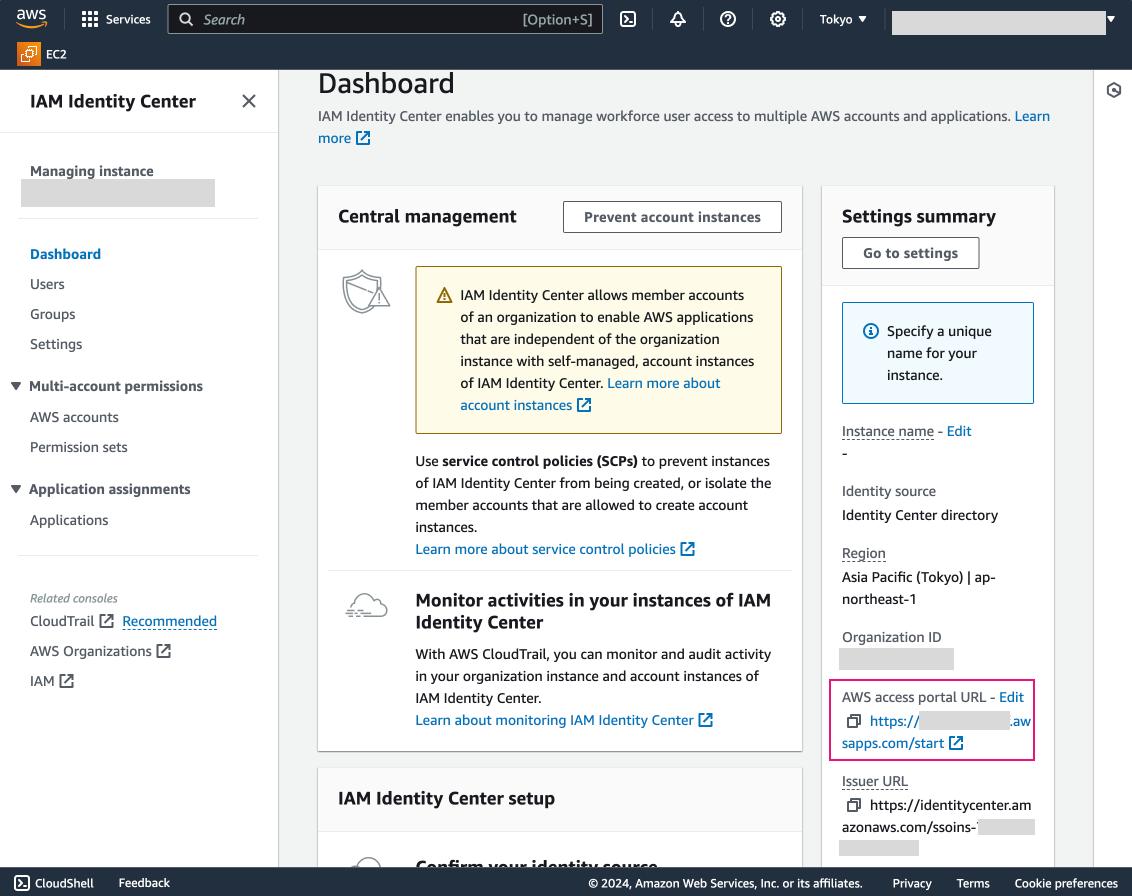 aws
Services
Search
[Option+S]
Tokyo
EC2
IAM Identity Center
Managing instance
Dashboard
Users
Groups
Settings
Multi-account permissions
AWS accounts
Permission sets
Application assignments
Applications
Related consoles
CloudTrail Recommended
AWS Organizations
IAM
Dashboard
IAM Identity Center enables you to manage workforce user access to multiple AWS accounts and applications. Learn
more
Central management
Prevent account instances
IAM Identity Center allows member accounts
of an organization to enable AWS applications
that are independent of the organization
instance with self-managed, account instances
of IAM Identity Center. Learn more about
account instances
Use service control policies (SCPs) to prevent instances
of IAM Identity Center from being created, or isolate the
member accounts that are allowed to create account
instances.
Learn more about service control policies
Monitor activities in your instances of IAM
Identity Center
With AWS CloudTrail, you can monitor and audit activity
in your organization instance and account instances of
IAM Identity Center.
Learn about monitoring IAM Identity Center
IAM Identity Center setup
Confirm your identity source
Settings summary
Go to settings
Specify a unique
name for your
instance.
Instance name - Edit
-
Identity source
Identity Center directory
Region
Asia Pacific (Tokyo) | ap-
northeast-1
Organization ID
AWS access portal URL - Edit
https:// .aw
sapps.com/start
Issuer URL
https://identitycenter.am
azonaws.com/ssoins-
CloudShell
Feedback
© 2024, Amazon Web Services, Inc. or its affiliates.
Privacy
Terms
Cookie preferences